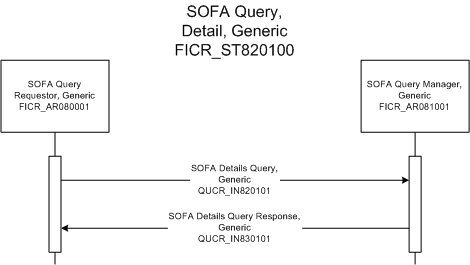 SOFA Query,
Detail, Generic
FICR_ST820100
SOFA Query
Requestor, Generic
FICR_AR080001
SOFA Query Manager,
Generic
FICR_AR081001
SOFA Details Query,
Generic
QUCR_IN820101
SOFA Details Query Response,
Generic
QUCR_IN830101